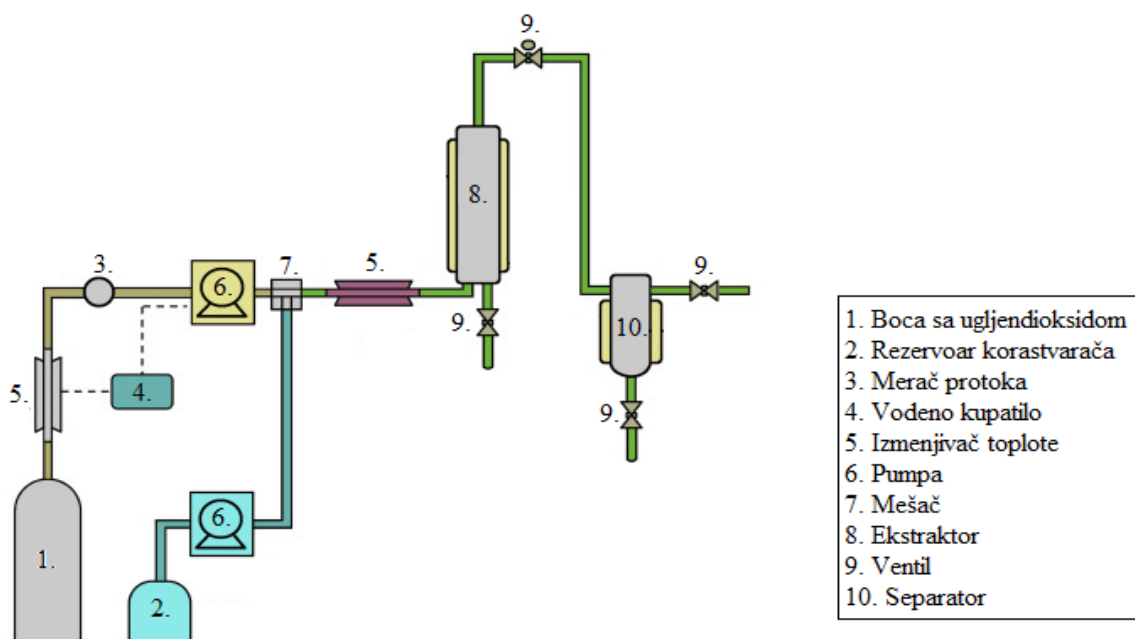 9.
8.
3.
6.
7.
5.
9.
9.
10.
5.
4.
9.
6.
1.
2.
1. Boca sa ugljendioksidom
2. Rezervoar korastvarača
3. Merač protoka
4. Vodeno kupatilo
5. Izmenjivač toplote
6. Pumpa
7. Mešač
8. Ekstraktor
9. Ventil
10. Separator